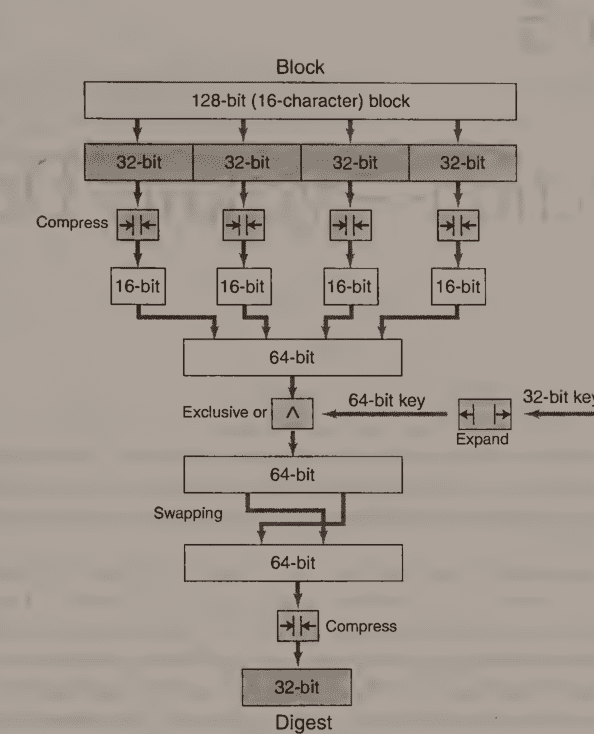 Block
128-bit (16-character) block
32-bit 32-bit 32-bit 32-bit
Compress
16-bit 16-bit 16-bit 16-bit
64-bit
Exclusive or ^ 64-bit key 32-bit key
Expand
64-bit
Swapping
64-bit
Compress
32-bit
Digest